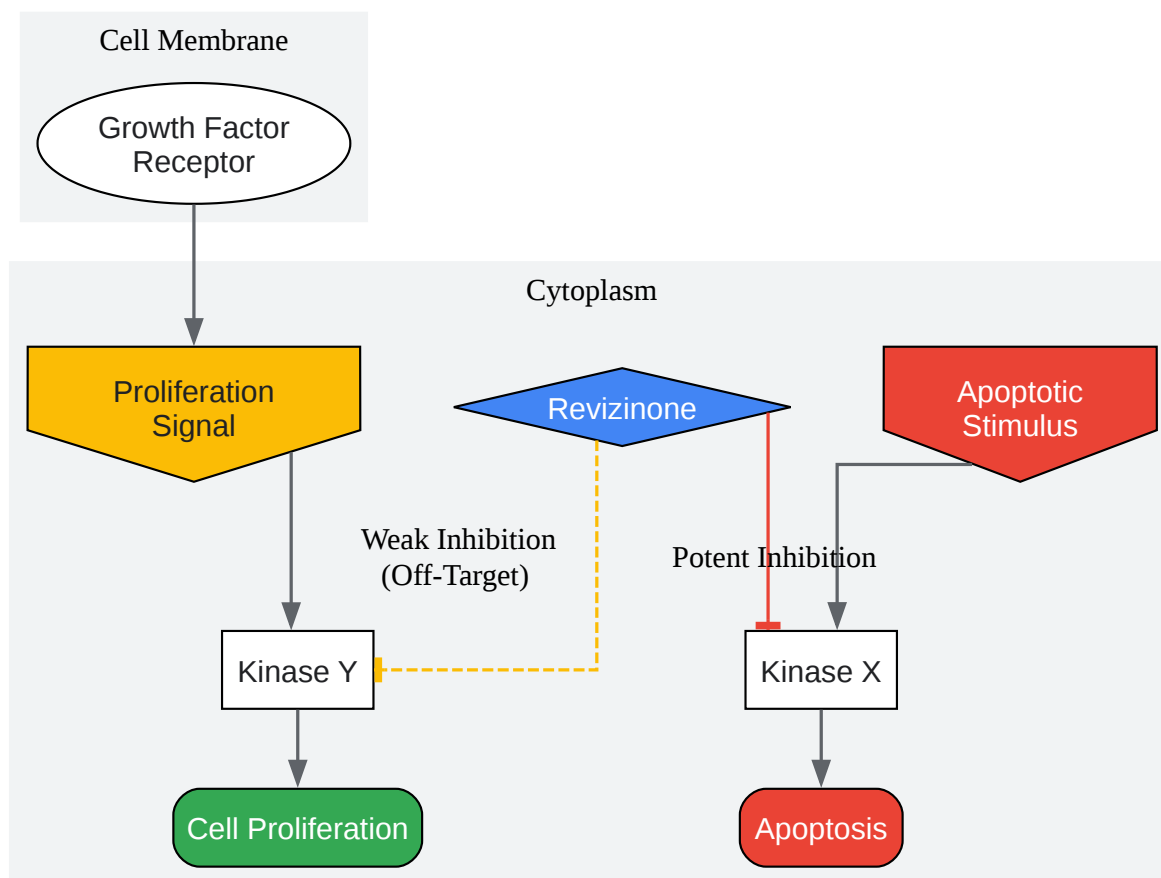 Cell Membrane
Growth Factor
Receptor
Cytoplasm
Proliferation
Signal
Revizinone
Apoptotic
Stimulus
Weak Inhibition
(Off-Target)
Potent Inhibition
Kinase Y
Kinase X
Cell Proliferation
Apoptosis